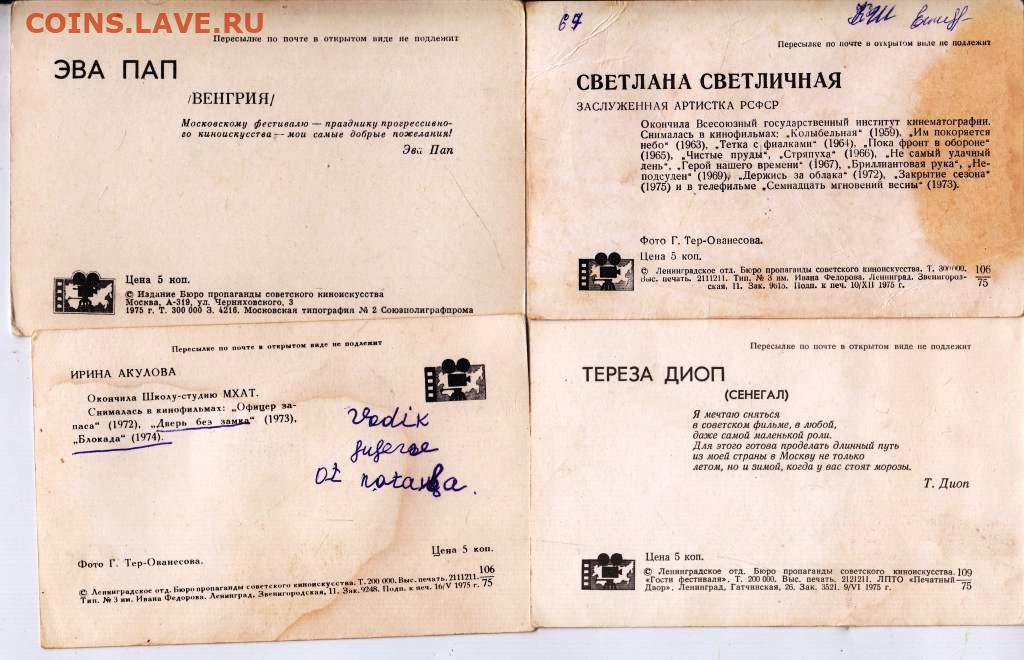 COINS.LAVE.RU
Пересылке по почте в открытом виде не подлежит
ЭВА ПАП
/ВЕНГРИЯ/
Московскому фестивалю — празднику прогрессивно-
го киноискусства — мои самые добрые пожелания!
Эва Пап
Цена 5 коп.
© Издание Бюро пропаганды советского киноискусства
Москва, А-319, ул. Черняховского, 3
1975 г. Т. 300 000 З. 4216. Московская типография № 2 Союзполиграфпрома
67
Пересылке по почте в открытом виде не подлежит
СВЕТЛАНА СВЕТЛИЧНАЯ
ЗАСЛУЖЕННАЯ АРТИСТКА РСФСР
Окончила Всесоюзный государственный институт кинематографии.
Снималась в кинофильмах: „Колыбельная“ (1959), „Им покоряется
небо“ (1963), „Тетка с фиалками“ (1964), „Пока фронт в обороне“
(1965), „Чистые пруды“, „Стряпуха“ (1966), „Не самый удачный
день“, „Герой нашего времени“ (1967), „Бриллиантовая рука“, „Не-
подсуден“ (1969), „Держись за облака“ (1972), „Закрытие сезона“
(1975) и в телефильме „Семнадцать мгновений весны“ (1973).
Фото Г. Тер-Ованесова.
Цена 5 коп.
© Ленинградское отд. Бюро пропаганды советского киноискусства. Т. 300000.
Выс. печать. 2111211. Тип. № 3 им. Ивана Федорова. Ленинград. Звенигород-
ская, 11. Зак. 9615. Подп. к печ. 10/XII 1975 г.
106
75
Пересылке по почте в открытом виде не подлежит
ИРИНА АКУЛОВА
Окончила Школу-студию МХАТ.
Снималась в кинофильмах: „Офицер за-
паса“ (1972), „Дверь без замка“ (1973),
„Блокада“ (1974).
Vodik
ot
Цена 5 коп.
Фото Г. Тер-Ованесова.
© Ленинградское отд. Бюро пропаганды советского киноискусства. Т. 200 000. Выс. печать. 2111211.
Тип. № 3 им. Ивана Федорова. Ленинград, Звенигородская, 11. Зак. 9248. Подп. к печ. 16/V 1975 г.
106
75
Пересылке по почте в открытом виде не подлежит
ТЕРЕЗА ДИОП
(СЕНЕГАЛ)
Я мечтаю сняться
в советском фильме, в любой,
даже самой маленькой роли.
Для этого готова проделать длинный путь
из моей страны в Москву не только
летом, но и зимой, когда у вас стоят морозы.
Т. Диоп
Цена 5 коп.
© Ленинградское отд. Бюро пропаганды советского киноискусства.
«Гости фестиваля». Т. 200 000. Выс. печать. 2121211. ЛПТО «Печатный
Двор». Ленинград, Гатчинская, 26. Зак. 3521. 9/VI 1975 г.
109
75